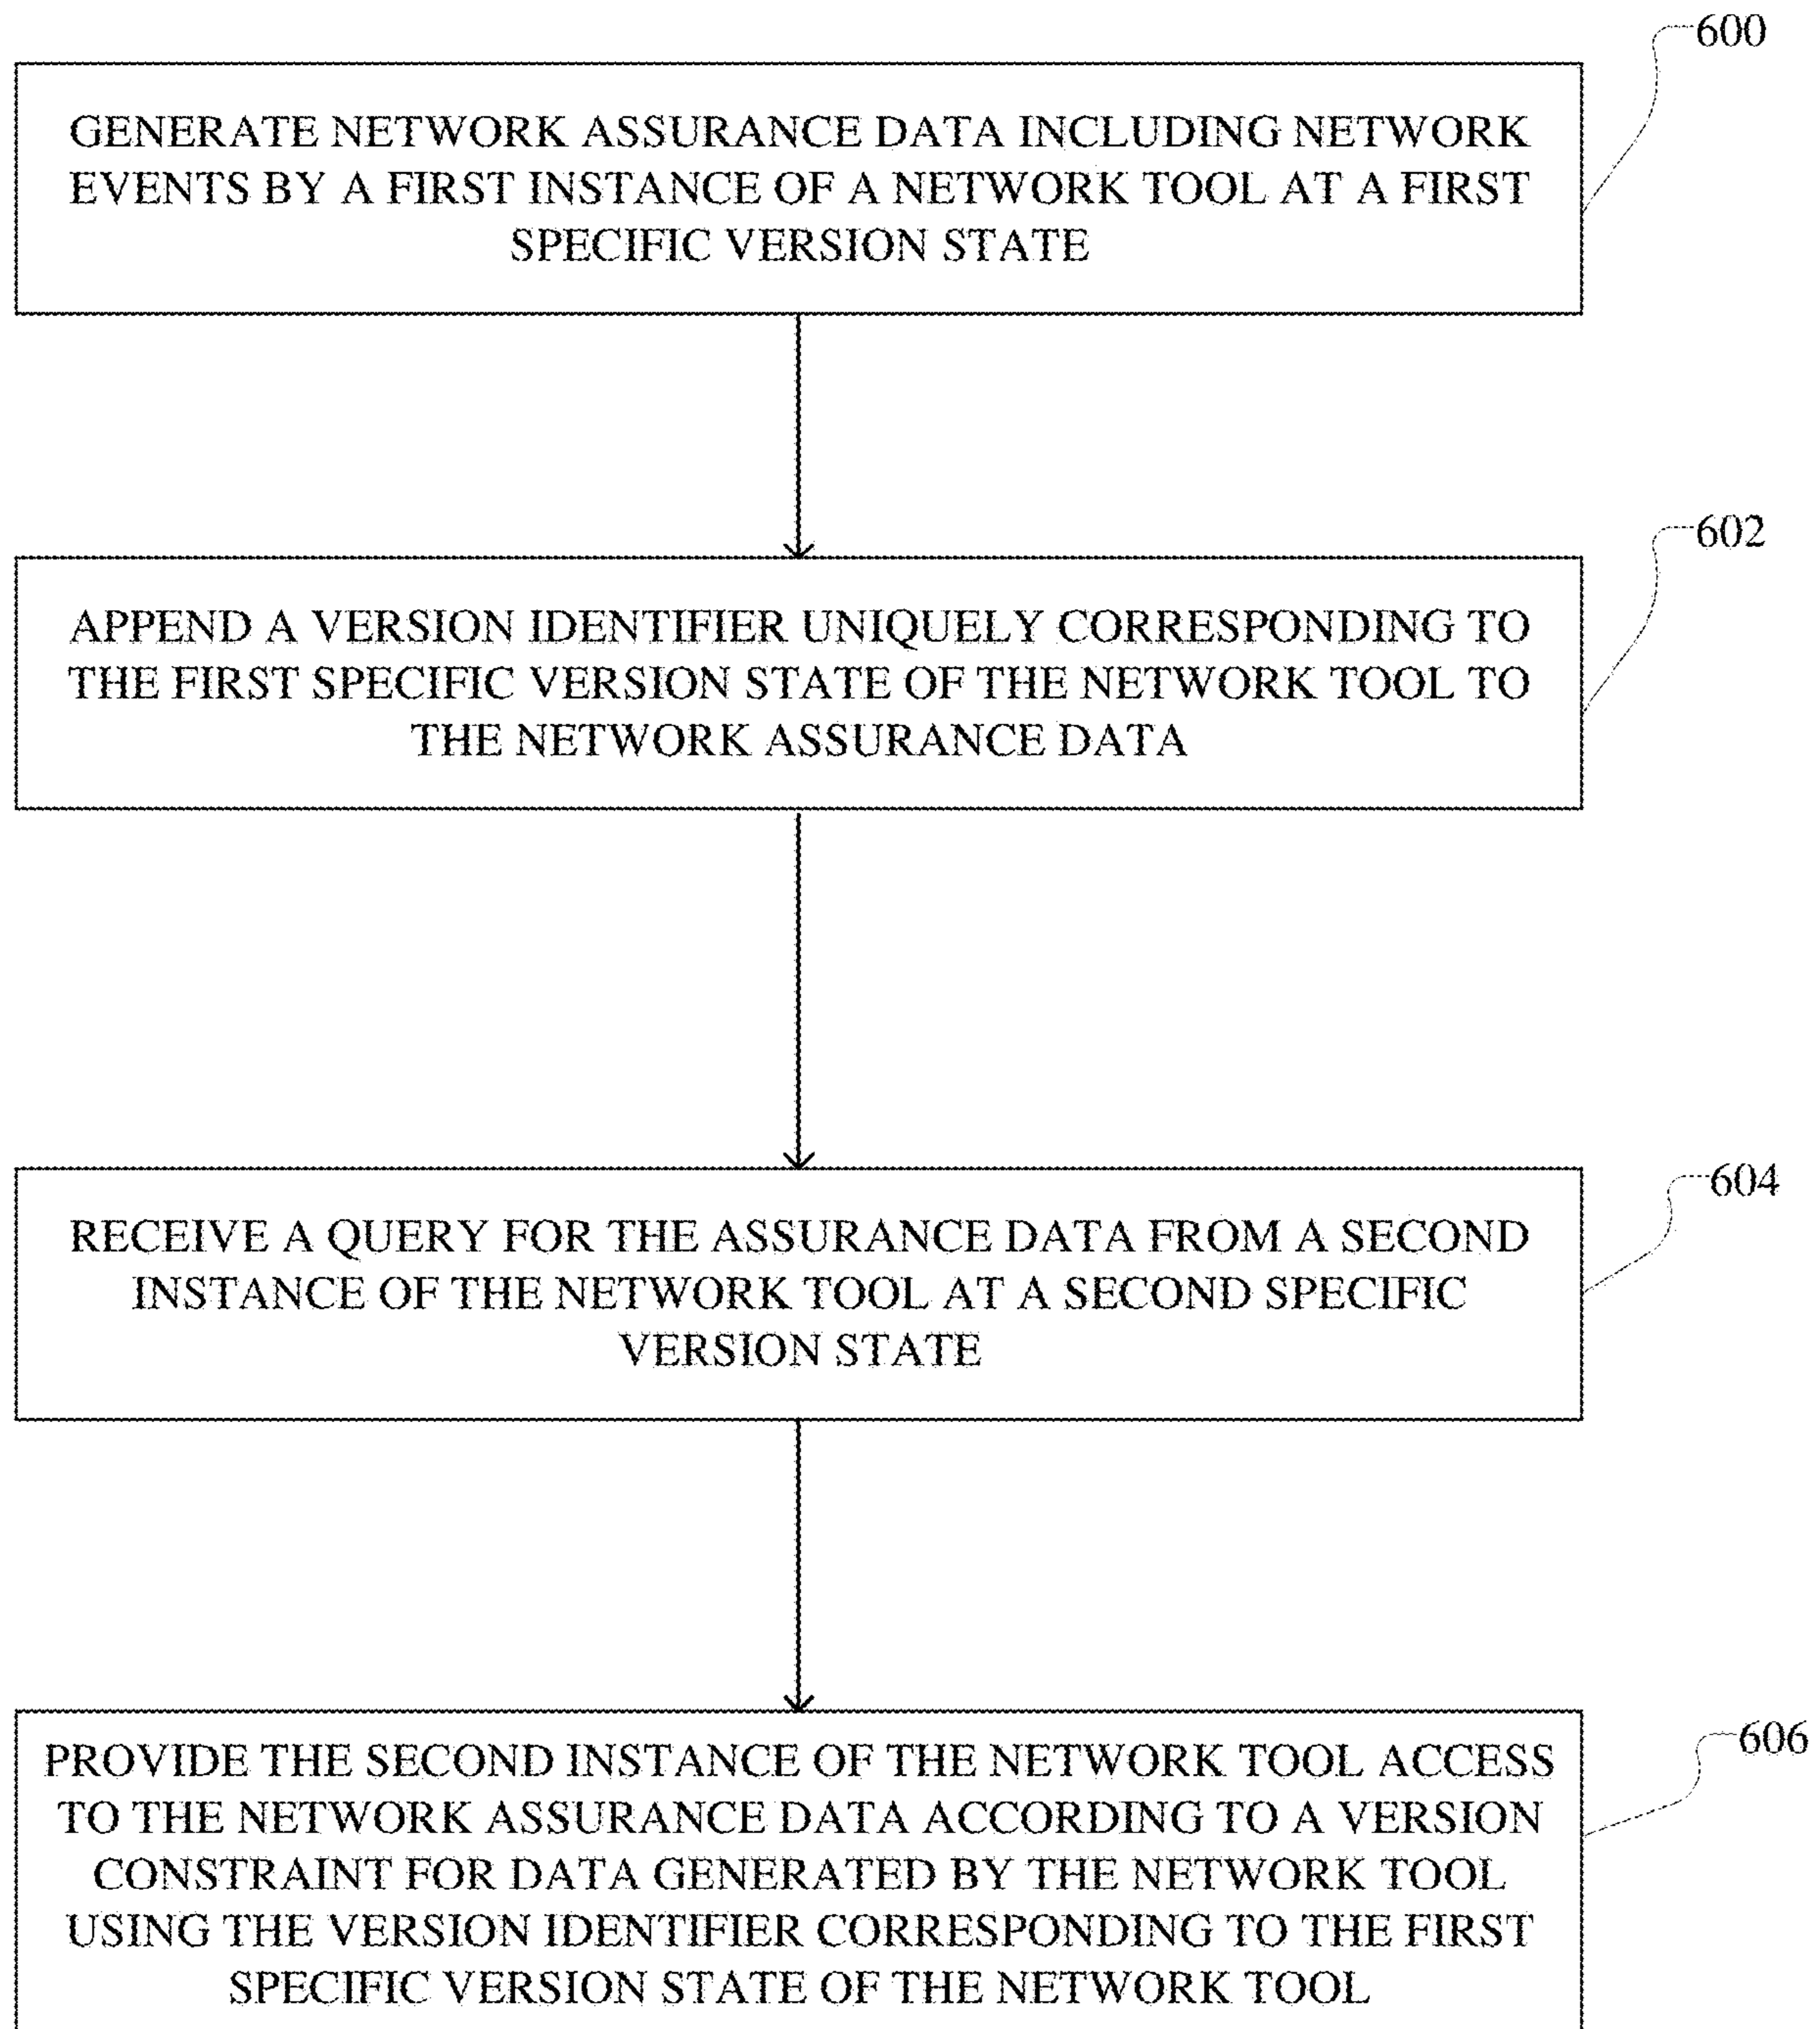 600
GENERATE NETWORK ASSURANCE DATA INCLUDING NETWORK
EVENTS BY A FIRST INSTANCE OF A NETWORK TOOL AT A FIRST
SPECIFIC VERSION STATE
602
APPEND A VERSION IDENTIFIER UNIQUELY CORRESPONDING TO
THE FIRST SPECIFIC VERSION STATE OF THE NETWORK TOOL TO
THE NETWORK ASSURANCE DATA
604
RECEIVE A QUERY FOR THE ASSURANCE DATA FROM A SECOND
INSTANCE OF THE NETWORK TOOL AT A SECOND SPECIFIC
VERSION STATE
606
PROVIDE THE SECOND INSTANCE OF THE NETWORK TOOL ACCESS
TO THE NETWORK ASSURANCE DATA ACCORDING TO A VERSION
CONSTRAINT FOR DATA GENERATED BY THE NETWORK TOOL
USING THE VERSION IDENTIFIER CORRESPONDING TO THE FIRST
SPECIFIC VERSION STATE OF THE NETWORK TOOL